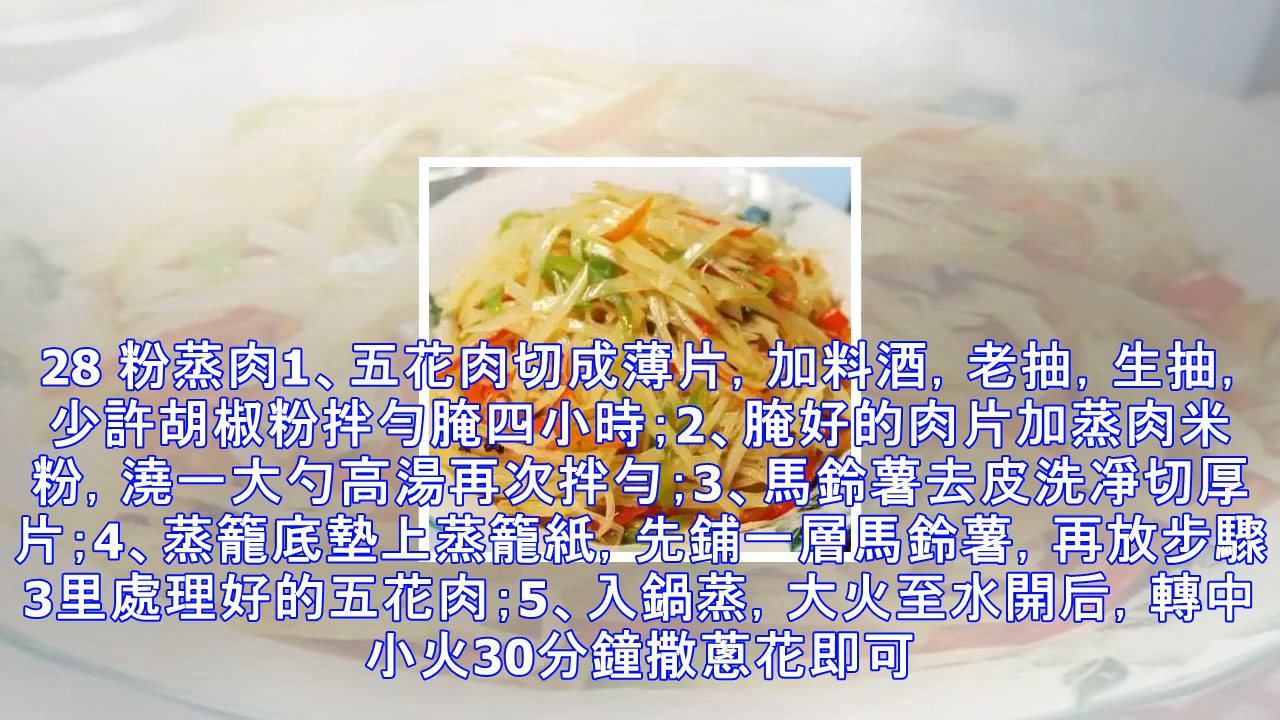 28 粉蒸肉1、五花肉切成薄片, 加料酒, 老抽, 生抽,
少許胡椒粉拌勻腌四小時;2、腌好的肉片加蒸肉米
粉, 澆一大勺高湯再次拌勻;3、馬鈴薯去皮洗凈切厚
片;4、蒸籠底墊上蒸籠紙, 先鋪一層馬鈴薯, 再放步驟
3里處理好的五花肉;5、入鍋蒸, 大火至水開后, 轉中
小火30分鐘撒蔥花即可